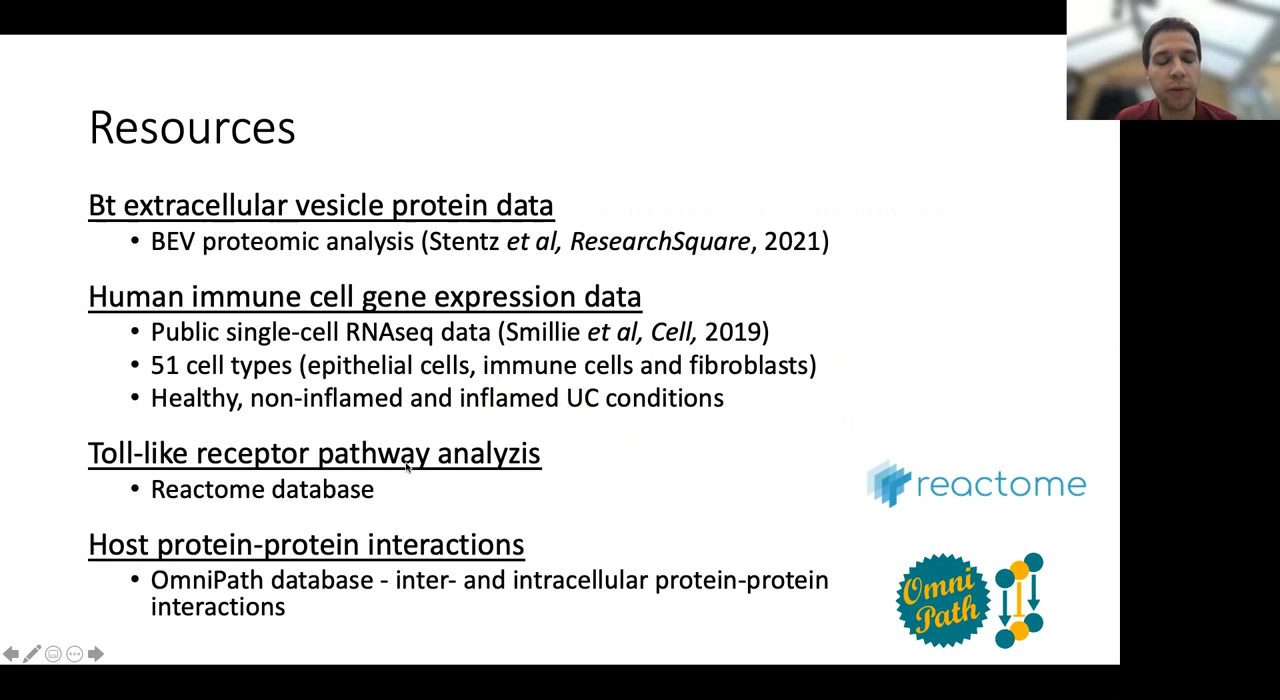 Resources
Bt extracellular vesicle protein data
• BEV proteomic analysis (Stentz et al, ResearchSquare, 2021)
Human immune cell gene expression data
• Public single-cell RNAseq data (Smillie et al, Cell, 2019)
• 51 cell types (epithelial cells, immune cells and fibroblasts)
• Healthy, non-inflamed and inflamed UC conditions
Toll-like receptor pathway analyzis
• Reactome database
reactome
Host protein-protein interactions
• OmniPath database - inter- and intracellular protein-protein
interactions
Omni
Path